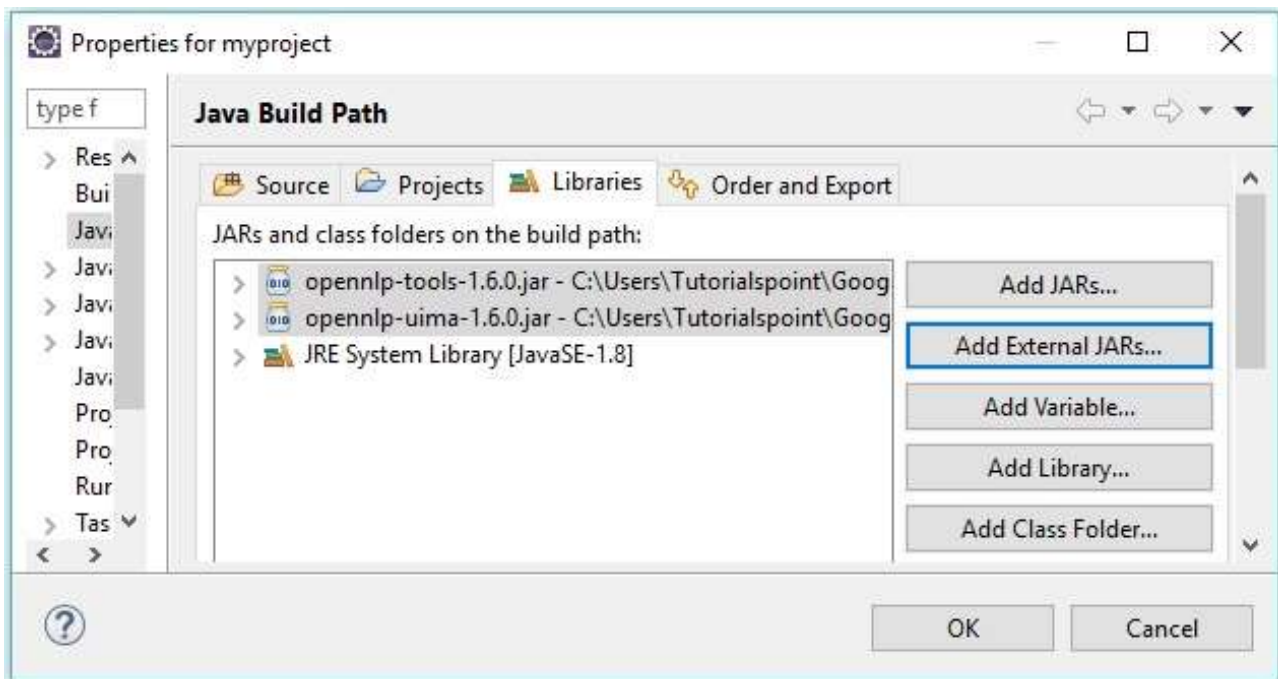 Properties for myproject
type f
Java Build Path
Res
Bui
Java
Java
Java
Java
Java
Pro
Pro
Rur
Tas
Source Projects Libraries Order and Export
JARs and class folders on the build path:
opennlp-tools-1.6.0.jar - C:\Users\Tutorialspoint\Goog
opennlp-uima-1.6.0.jar - C:\Users\Tutorialspoint\Goog
JRE System Library [JavaSE-1.8]
Add JARs...
Add External JARs...
Add Variable...
Add Library...
Add Class Folder...
OK
Cancel